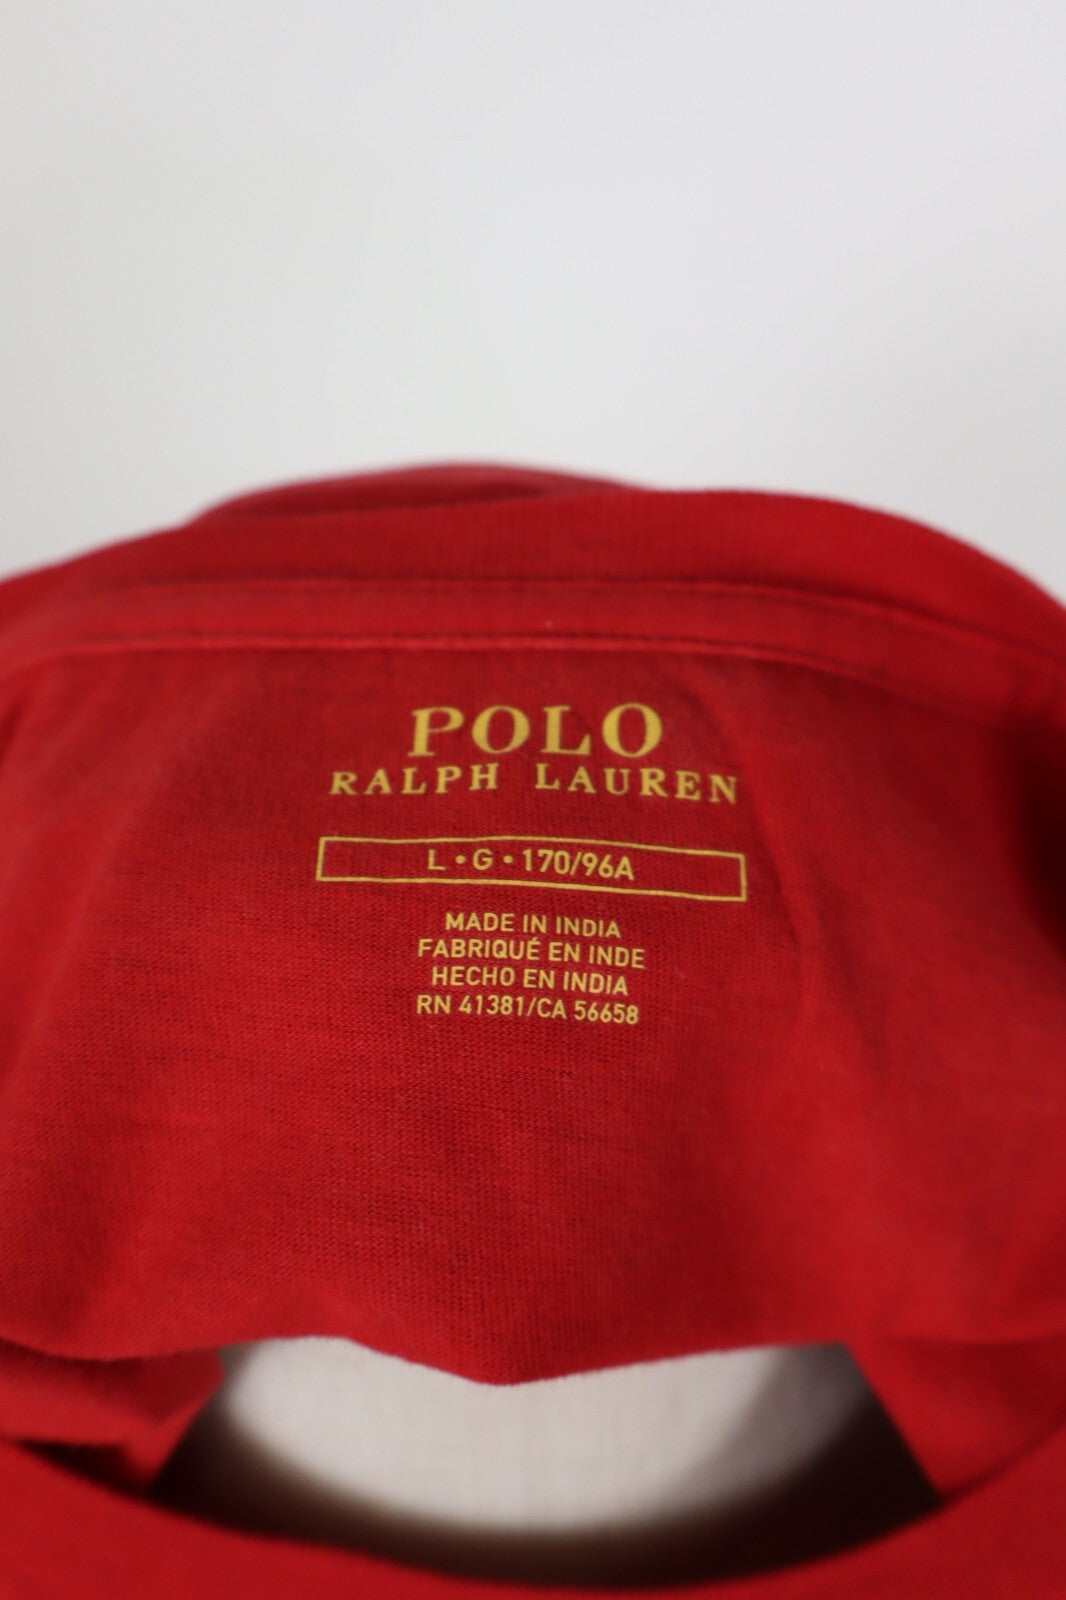 POLO
RALPH LAUREN
L • G • 170/96A
MADE IN INDIA
FABRIQUÉ EN INDE
HECHO EN INDIA
RN 41381/CA 56658